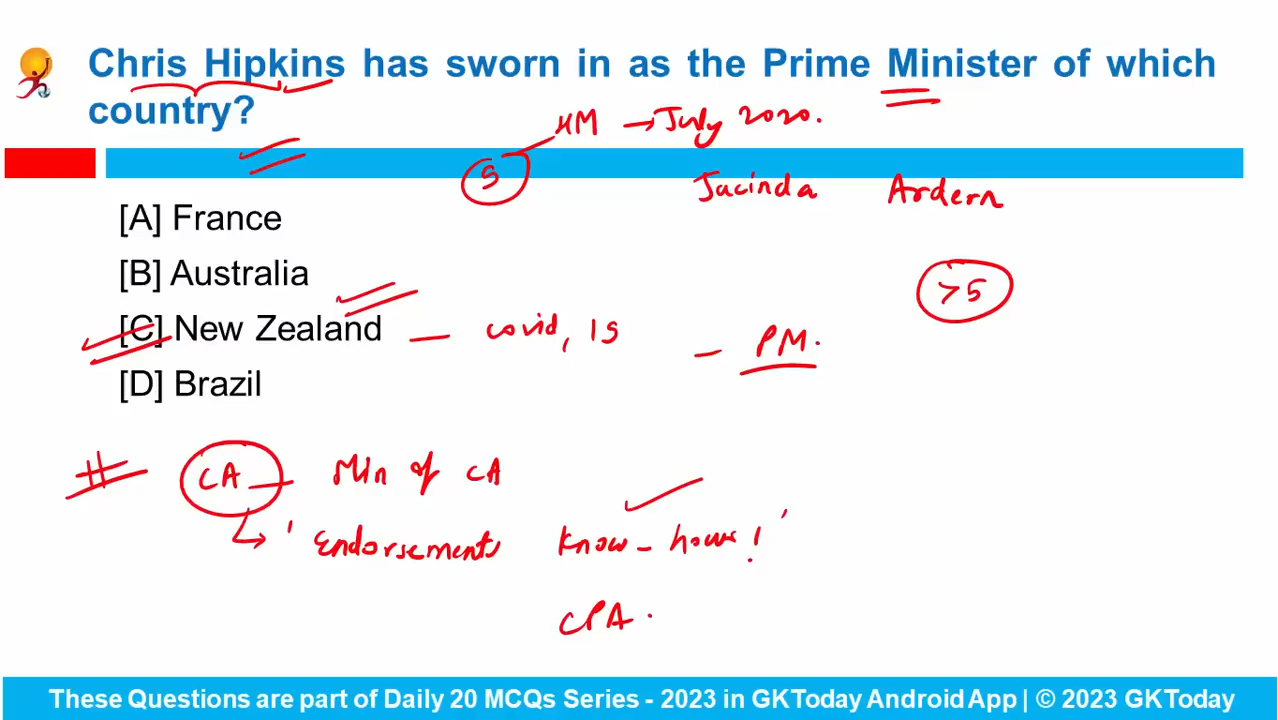 Chris Hipkins has sworn in as the Prime Minister of which
country?
HM → July 2020.
5
Jacinda Ardern
[A] France
[B] Australia
>5
[C] New Zealand – covid, 19
– PM.
[D] Brazil
CA – Min of CA
'Endorsements know-hows!'
CPA.
These Questions are part of Daily 20 MCQs Series - 2023 in GKToday Android App | © 2023 GKToday